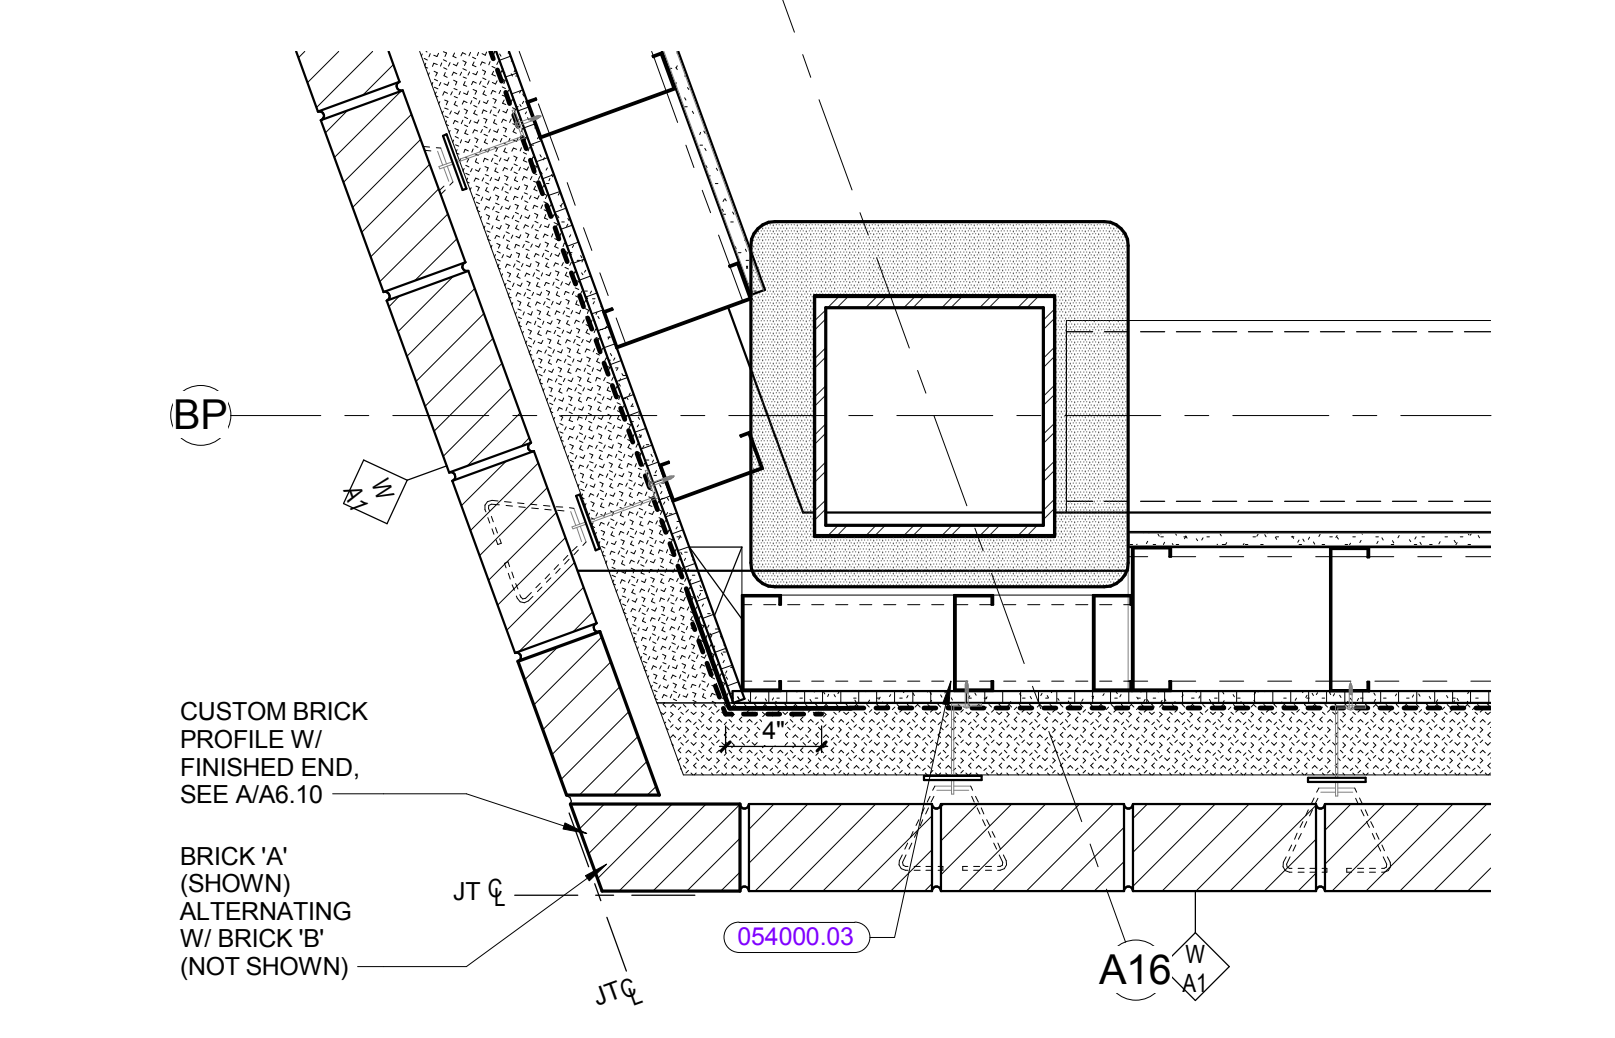 BP
W
A1
CUSTOM BRICK
PROFILE W/
FINISHED END,
SEE A/A6.10
4"
BRICK 'A'
(SHOWN)
ALTERNATING
W/ BRICK 'B'
(NOT SHOWN)
JT ℄
JT ℄
054000.03
A16
W
A1